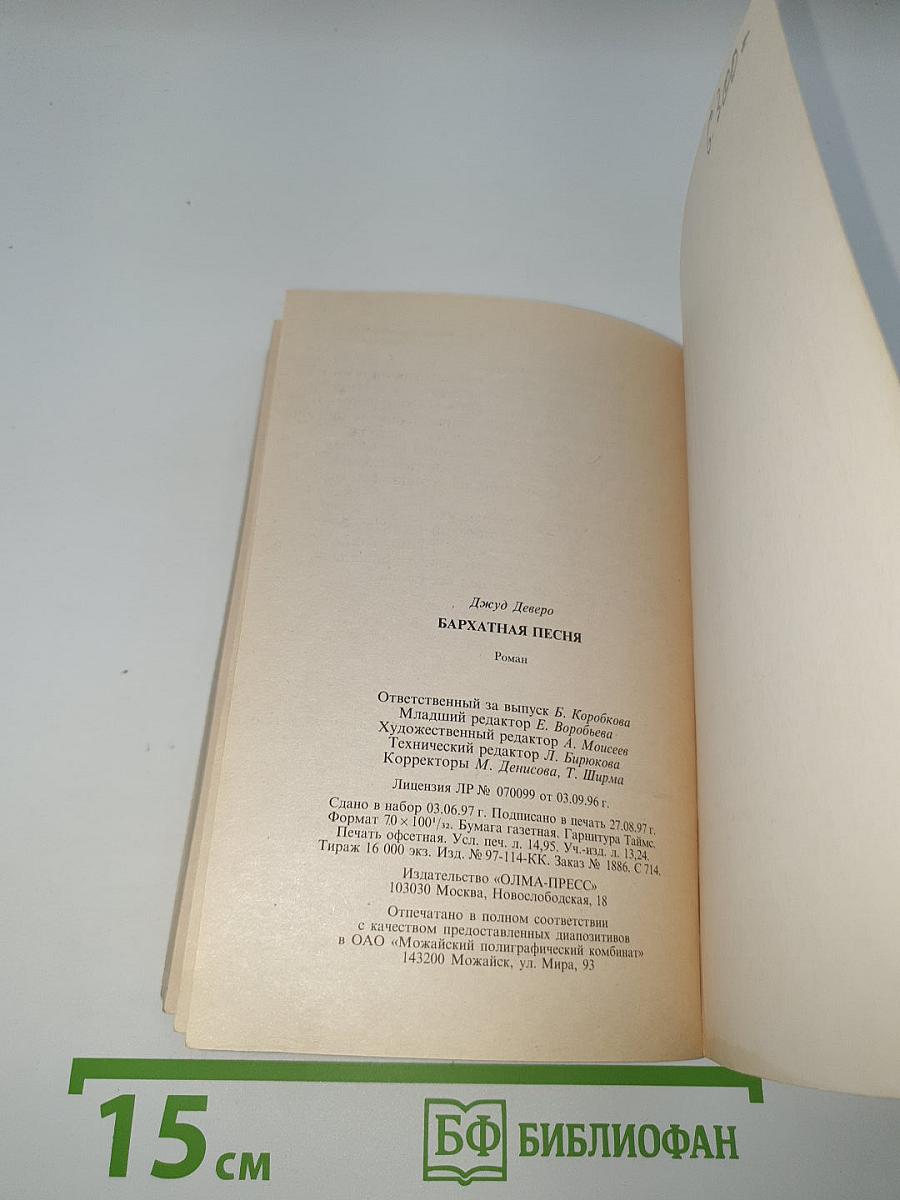 Джуд Деверо
БАРХАТНАЯ ПЕСНЯ
Роман
Ответственный за выпуск Б. Коробкова
Младший редактор Е. Воробьева
Художественный редактор А. Моисеев
Технический редактор Л. Бирюкова
Корректоры М. Денисова, Т. Ширма
Лицензия ЛР № 070099 от 03.09.96 г.
Сдано в набор 03.06.97 г. Подписано в печать 27.08.97 г.
Формат 70×100¹/₃₂. Бумага газетная. Гарнитура Таймс.
Печать офсетная. Усл. печ. л. 14,95. Уч.-изд. л. 13,24.
Тираж 16 000 экз. Изд. № 97-114-КК. Заказ № 1886. С 714.
Издательство «ОЛМА-ПРЕСС»
103030 Москва, Новослободская, 18
Отпечатано в полном соответствии
с качеством предоставленных диапозитивов
в ОАО «Можайский полиграфический комбинат»
143200 Можайск, ул. Мира, 93
15 см
БФ БИБЛИОФАН